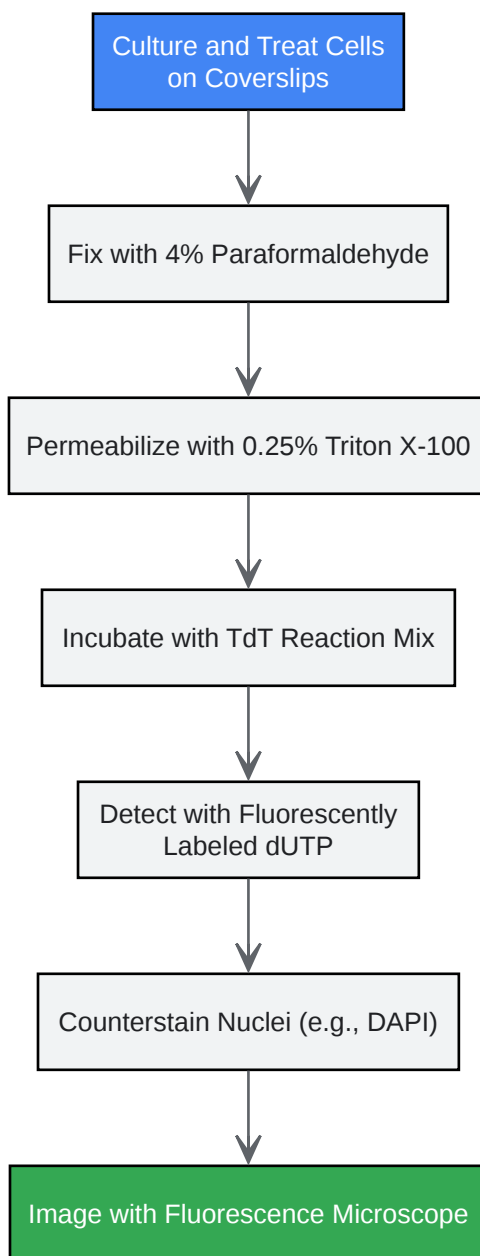 Culture and Treat Cells
on Coverslips
Fix with 4% Paraformaldehyde
Permeabilize with 0.25% Triton X-100
Incubate with TdT Reaction Mix
Detect with Fluorescently
Labeled dUTP
Counterstain Nuclei (e.g., DAPI)
Image with Fluorescence Microscope